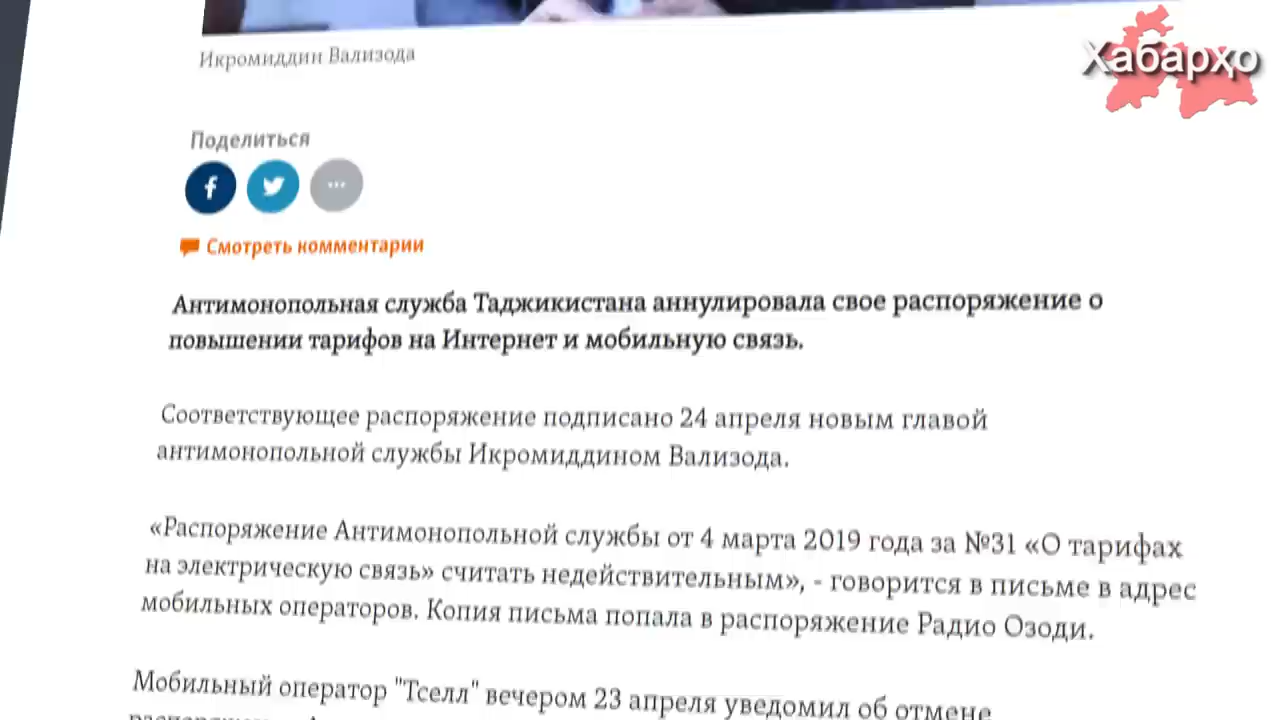 Хабарҳо
Икромиддин Вализода
Поделиться
Смотреть комментарии
Антимонопольная служба Таджикистана аннулировала свое распоряжение о
повышении тарифов на Интернет и мобильную связь.
Соответствующее распоряжение подписано 24 апреля новым главой
антимонопольной службы Икромиддином Вализода.
«Распоряжение Антимонопольной службы от 4 марта 2019 года за №31 «О тарифах
на электрическую связь» считать недействительным», - говорится в письме в адрес
мобильных операторов. Копия письма попала в распоряжение Радио Озоди.
Мобильный оператор "Тселл" вечером 23 апреля уведомил об отмене